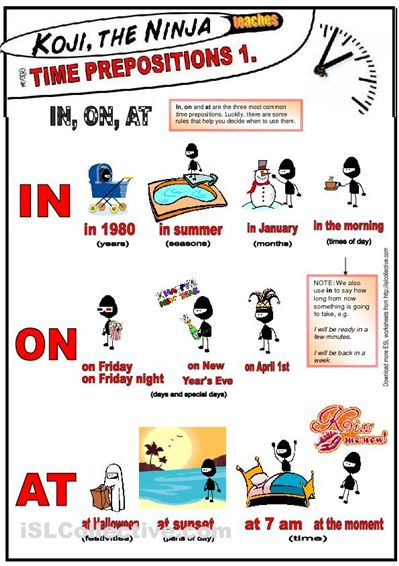 KOJI, THE NINJA teaches
TIME PREPOSITIONS 1.
IN, ON, AT
In, on and at are the three most common
time prepositions. Luckily, there are some
rules that help you decide when to use them.
IN
in 1980
(years)
in summer
(seasons)
in January
(months)
in the morning
(times of day)
NOTE: We also
use in to say how
long from now
something is going
to take, e.g.
I will be ready in a
few minutes.
I will be back in a
week.
Download more ESL worksheets from http://islcollective.com
ON
HAPPY
NEW YEAR
on Friday
on Friday night
on New
Year's Eve
on April 1st
(days and special days)
AT
Kiss
me now!
at Halloween
(festivities)
at sunset
(parts of day)
at 7 am
at the moment
(time)
iSLCollective.com